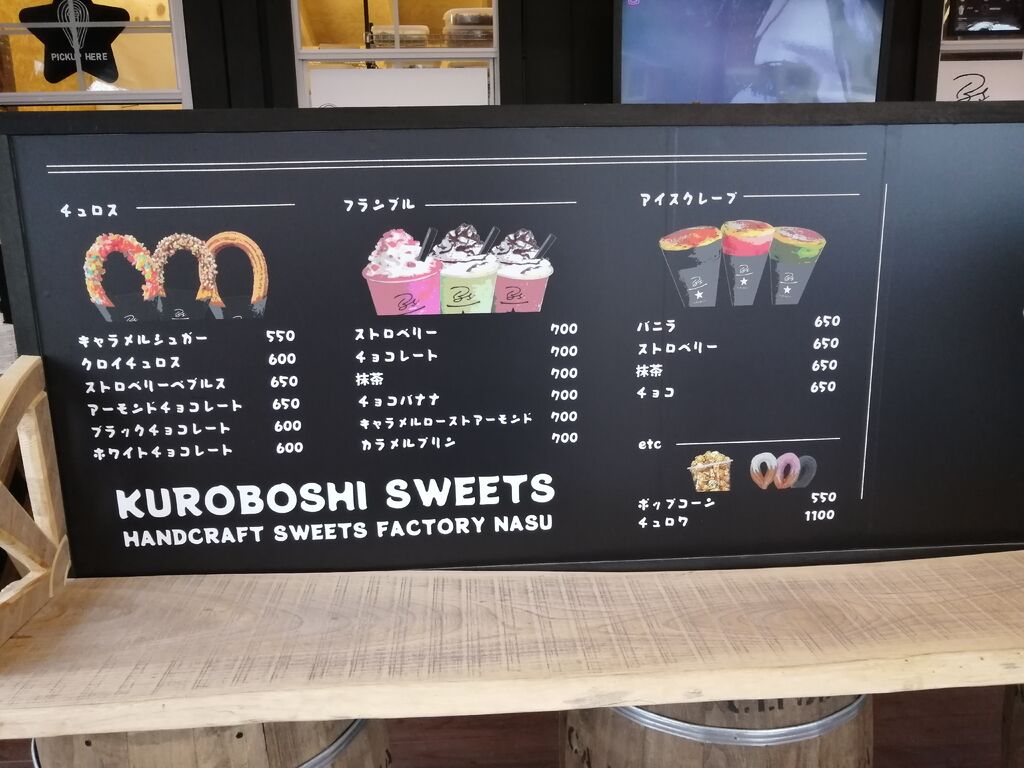 PICKUP HERE
チュロス
キャラメルシュガー 550
クロイチュロス 600
ストロベリーペブルス 650
アーモンドチョコレート 650
ブラックチョコレート 600
ホワイトチョコレート 600
フラシブル
ストロベリー 700
チョコレート 700
抹茶 700
チョコバナナ 700
キャラメルローストアーモンド 700
カラメルプリン 700
アイスクレープ
バニラ 650
ストロベリー 650
抹茶 650
チョコ 650
etc
ポップコーン 550
チュロワ 1100
KUROBOSHI SWEETS
HANDCRAFT SWEETS FACTORY NASU